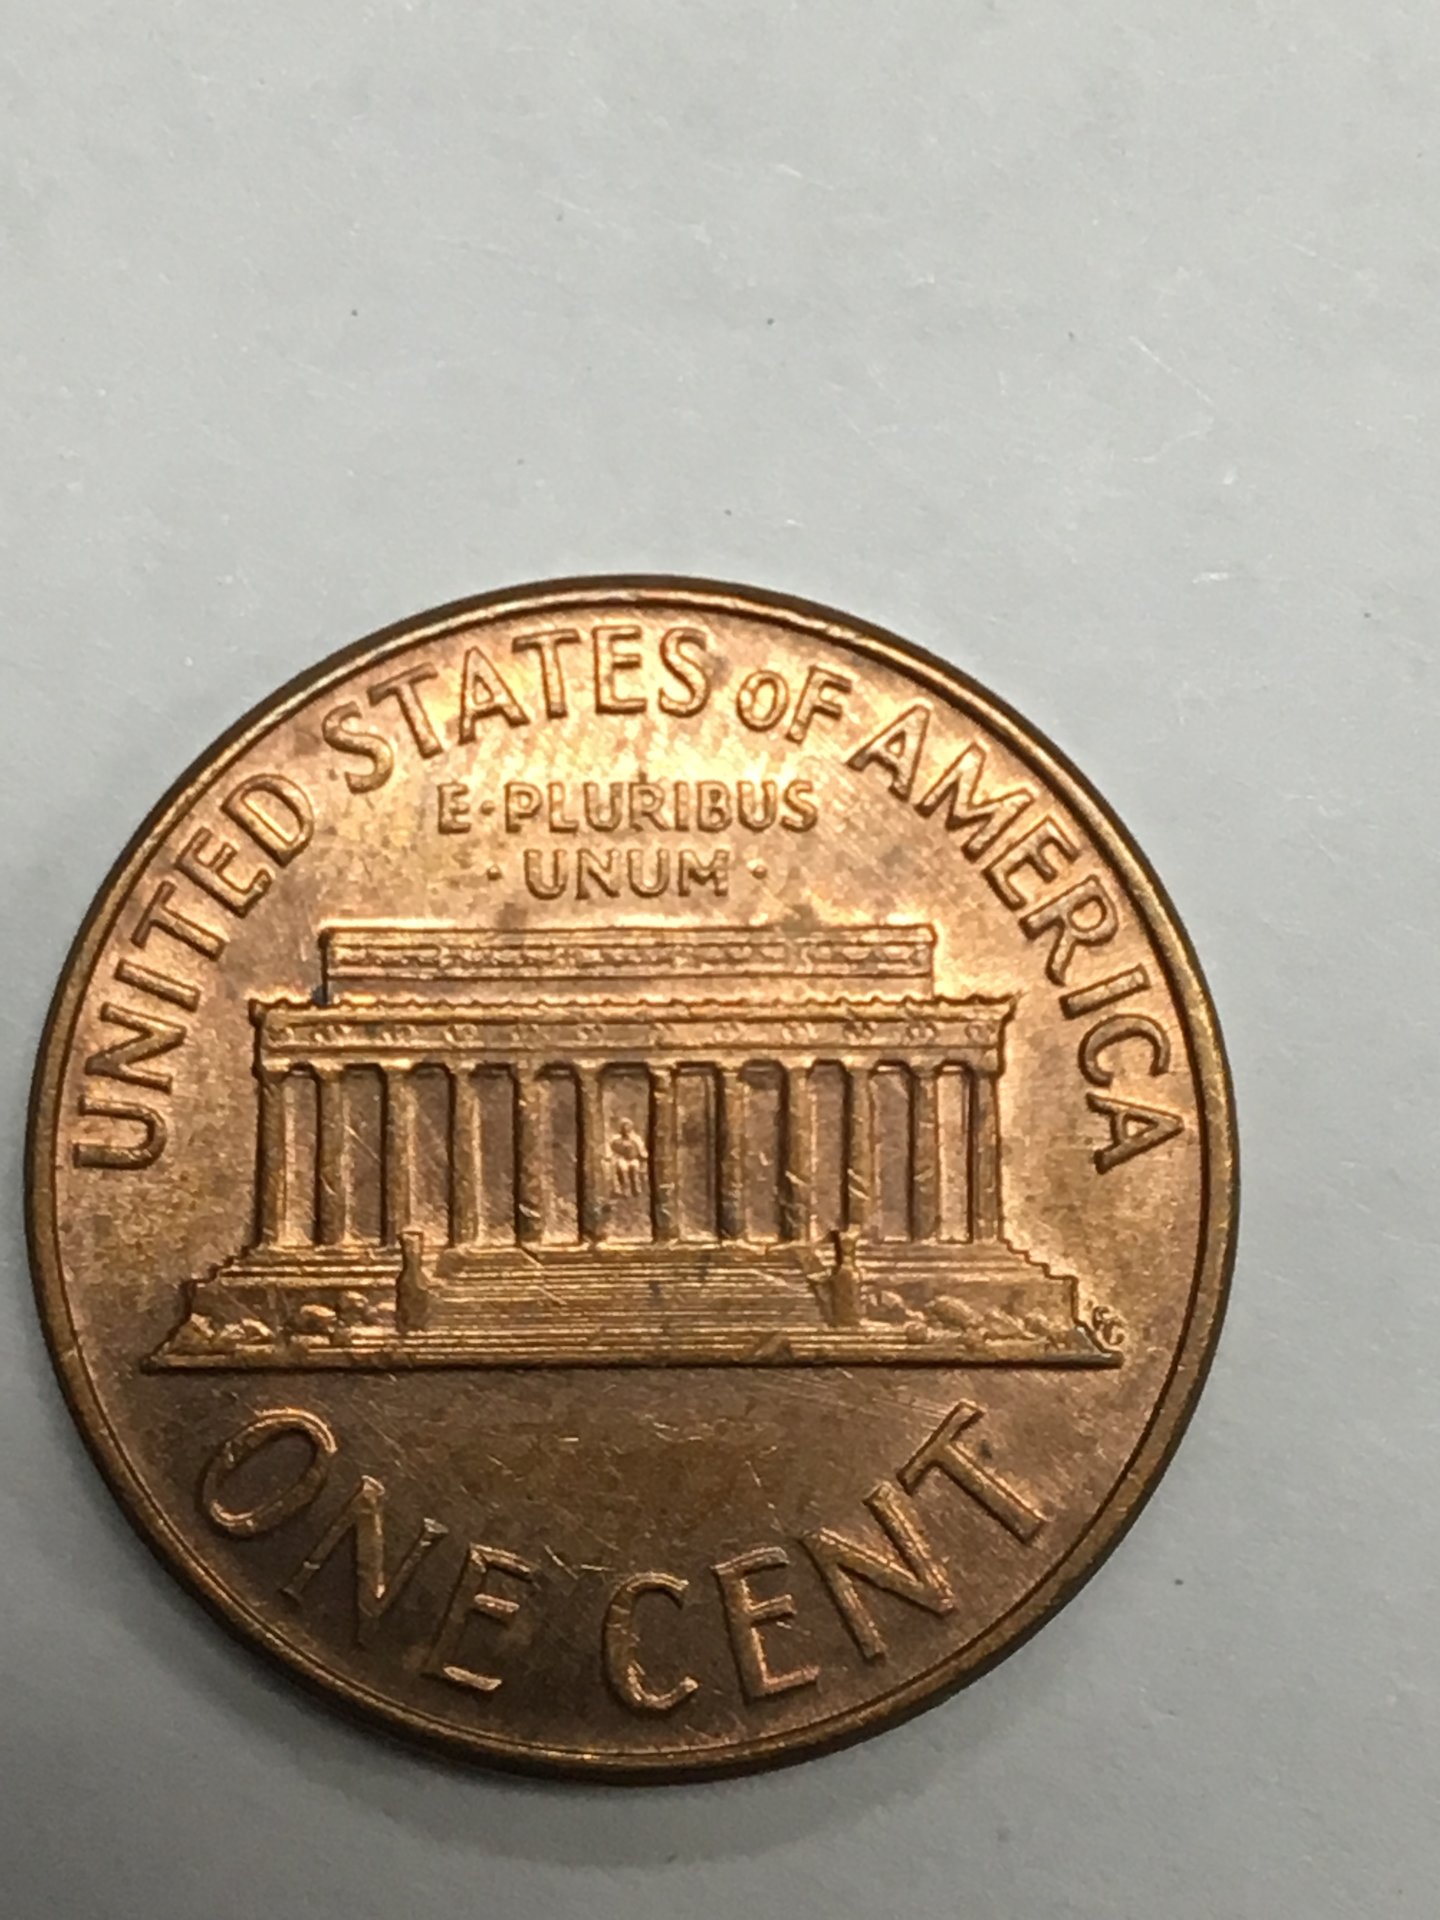 UNITED STATES OF AMERICA
E·PLURIBUS
·UNUM·
ONE CENT